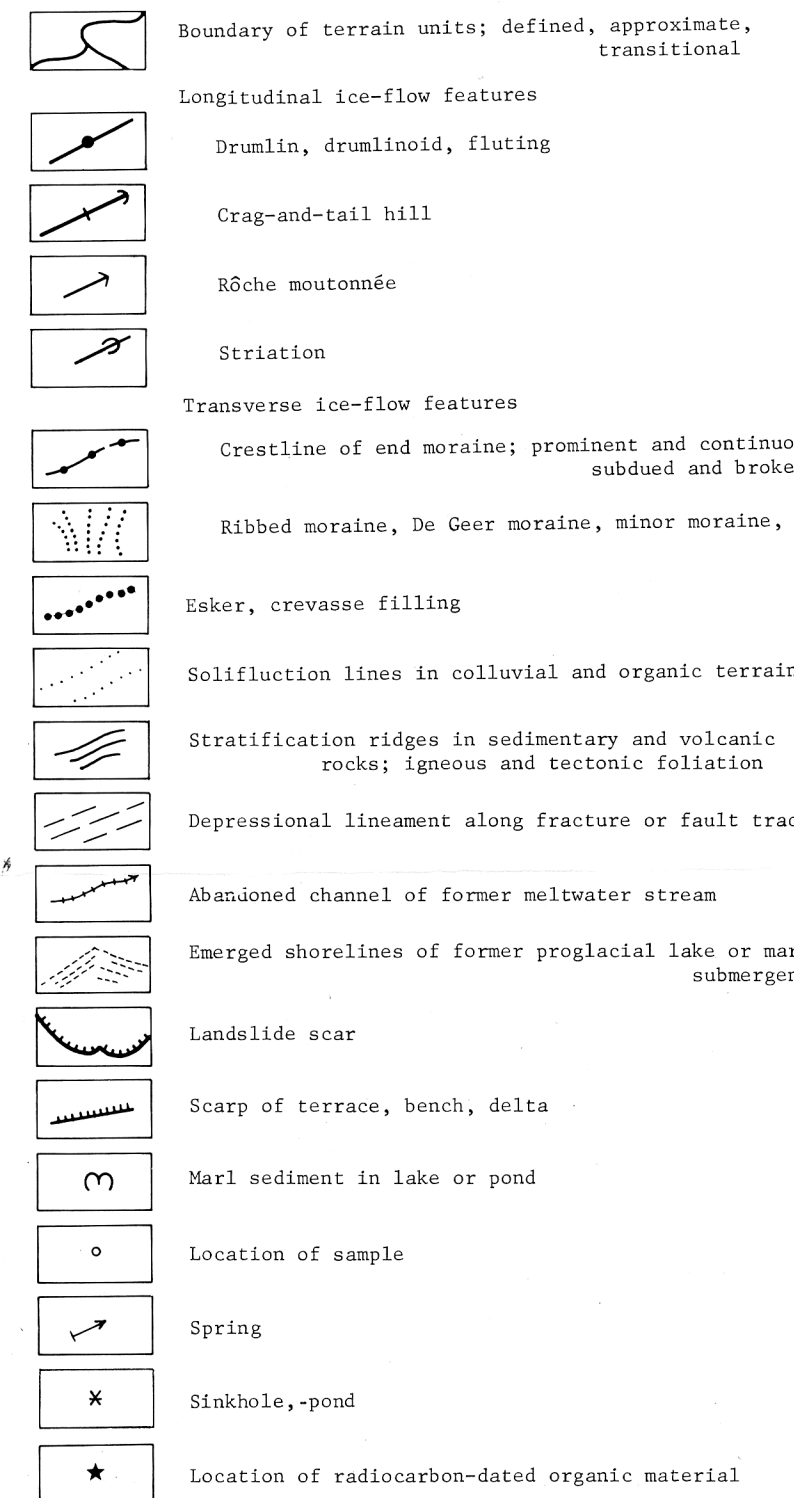 Boundary of terrain units; defined, approximate,
transitional
Longitudinal ice-flow features
Drumlin, drumlinoid, fluting
Crag-and-tail hill
Rôche moutonnée
Striation
Transverse ice-flow features
Crestline of end moraine; prominent and continuo
subdued and broke
Ribbed moraine, De Geer moraine, minor moraine,
Esker, crevasse filling
Solifluction lines in colluvial and organic terrain
Stratification ridges in sedimentary and volcanic
rocks; igneous and tectonic foliation
Depressional lineament along fracture or fault trac
Abandoned channel of former meltwater stream
Emerged shorelines of former proglacial lake or mar
submergen
Landslide scar
Scarp of terrace, bench, delta
Marl sediment in lake or pond
Location of sample
Spring
Sinkhole,-pond
Location of radiocarbon-dated organic material